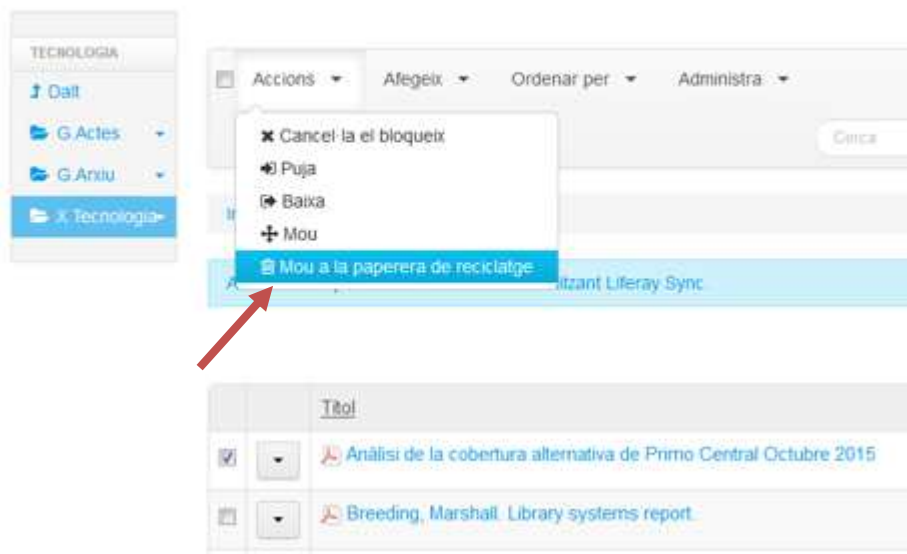 TECNOLOGIA
Dalt
G Actes
G Arxiu
X Tecnologia
Accions Afegeix Ordenar per Administra
Cerca
Cancel·la el bloqueix
Puja
Baixa
Mou
Mou a la paperera de reciclatge
itzant Liferay Sync.
Títol
Anàlisi de la cobertura alternativa de Primo Central Octubre 2015
Breeding, Marshall. Library systems report.